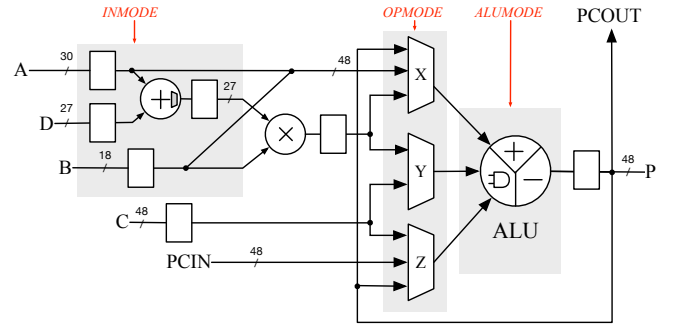 INMODE OPMODE ALUMODE PCOUT
A 30 48
X
27
D 27
+
+
B 18
×
Y
−
48 P
C 48
ALU
PCIN 48
Z